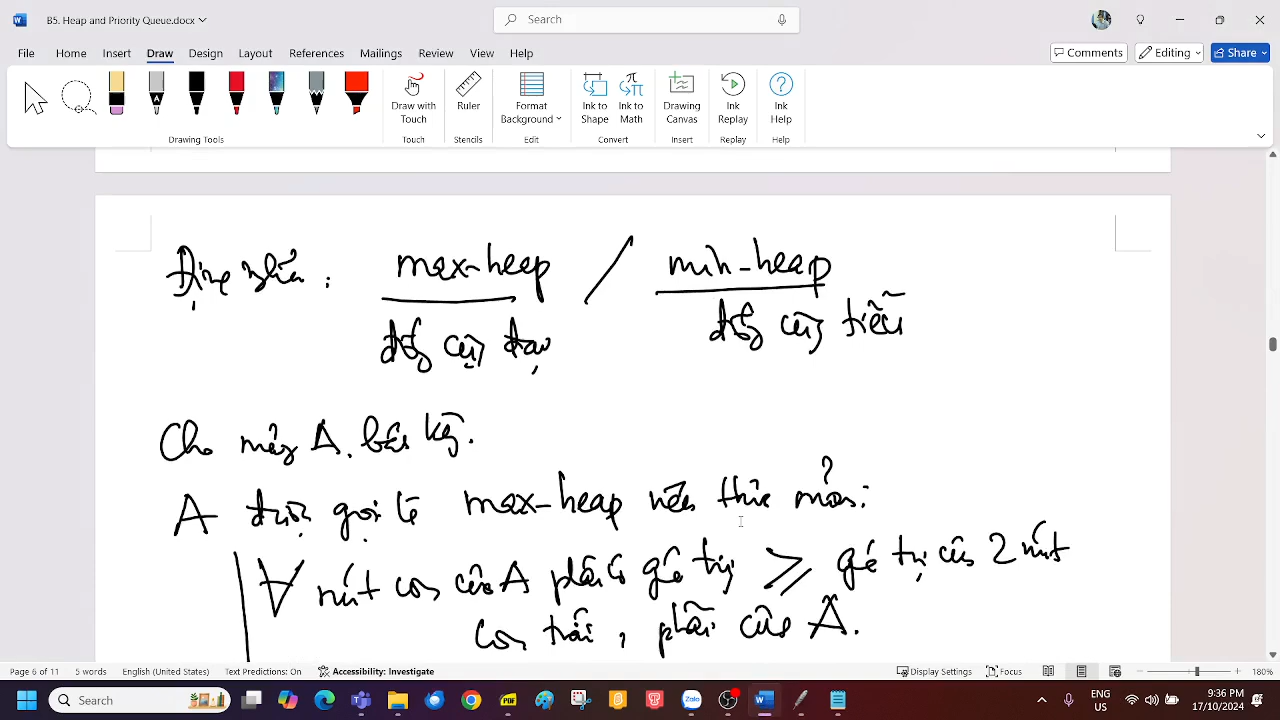 B5. Heap and Priority Queue.docx
Search
File Home Insert Draw Design Layout References Mailings Review View Help
Comments Editing Share
Draw with Touch
Ruler
Format Background
Ink to Shape
Ink to Math
Drawing Canvas
Ink Replay
Ink Help
Drawing Tools Touch Stencils Input Convert Insert Replay Help
Định nghĩa : max-heap / min-heap
đống cực đại đống cực tiểu
Cho mảng A bất kỳ.
A được gọi là max-heap nếu thỏa mãn:
∀ nút con của A phải có giá trị ≥ giá trị của 2 nút
con trái, phải của A.
Page 6 of 11 5 words Text Predictions: On Accessibility: Investigate Display Settings Focus 180%
Search PDF Zalo ENG US 9:36 PM 17/10/2024